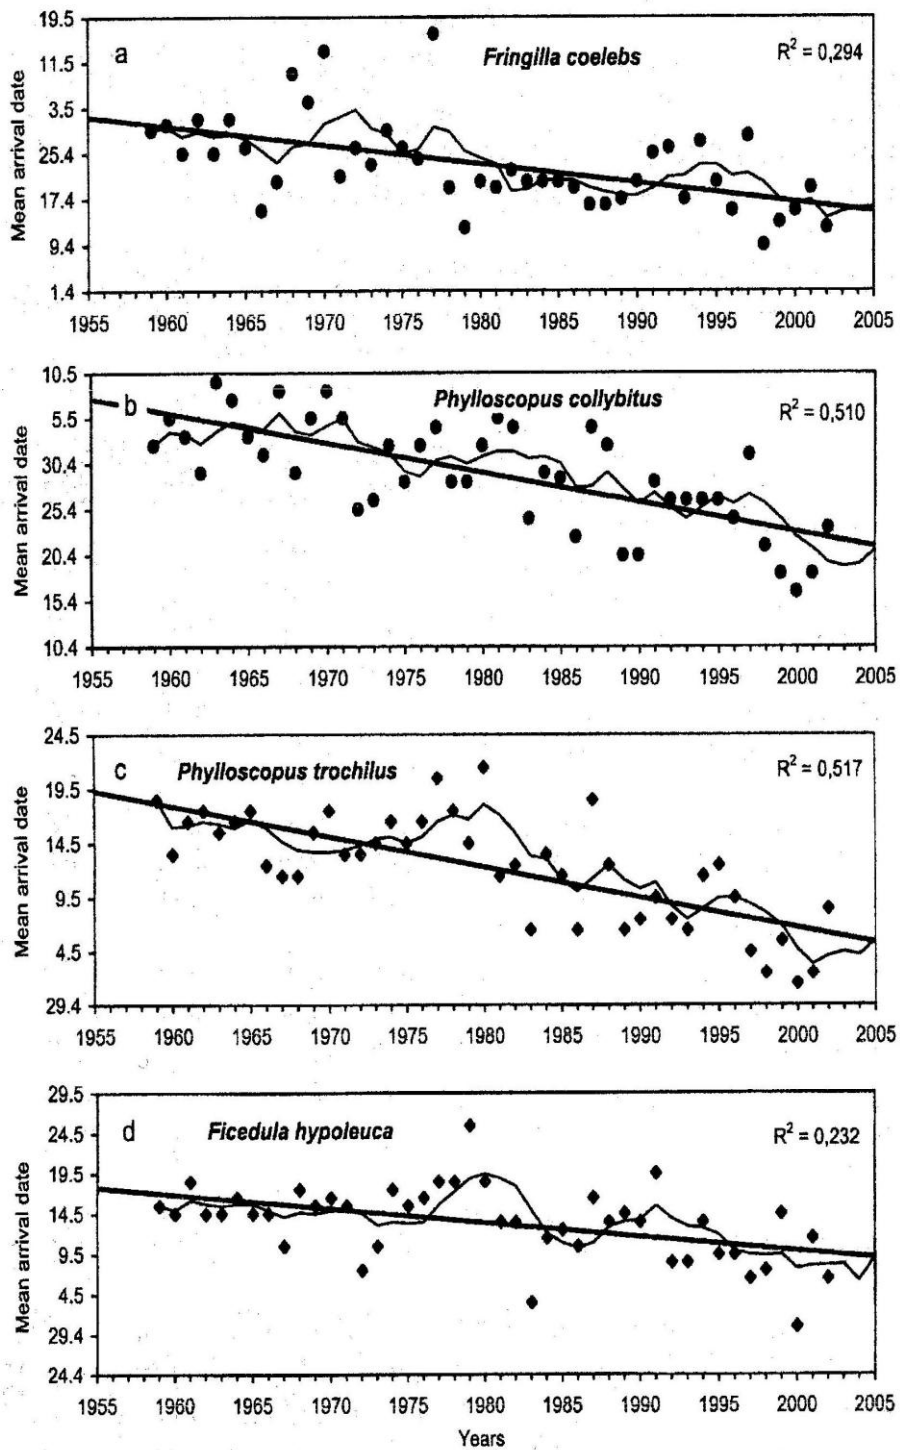 19.5
a
Fringilla coelebs
R² = 0,294
11.5
3.5
25.4
17.4
9.4
1.4
Mean arrival date
1955 1960 1965 1970 1975 1980 1985 1990 1995 2000 2005
10.5
b
Phylloscopus collybitus
R² = 0,510
5.5
30.4
25.4
20.4
15.4
10.4
Mean arrival date
1955 1960 1965 1970 1975 1980 1985 1990 1995 2000 2005
24.5
c
Phylloscopus trochilus
R² = 0,517
19.5
14.5
9.5
4.5
29.4
Mean arrival date
1955 1960 1965 1970 1975 1980 1985 1990 1995 2000 2005
29.5
d
Ficedula hypoleuca
R² = 0,232
24.5
19.5
14.5
9.5
4.5
29.4
24.4
Mean arrival date
1955 1960 1965 1970 1975 1980 1985 1990 1995 2000 2005
Years